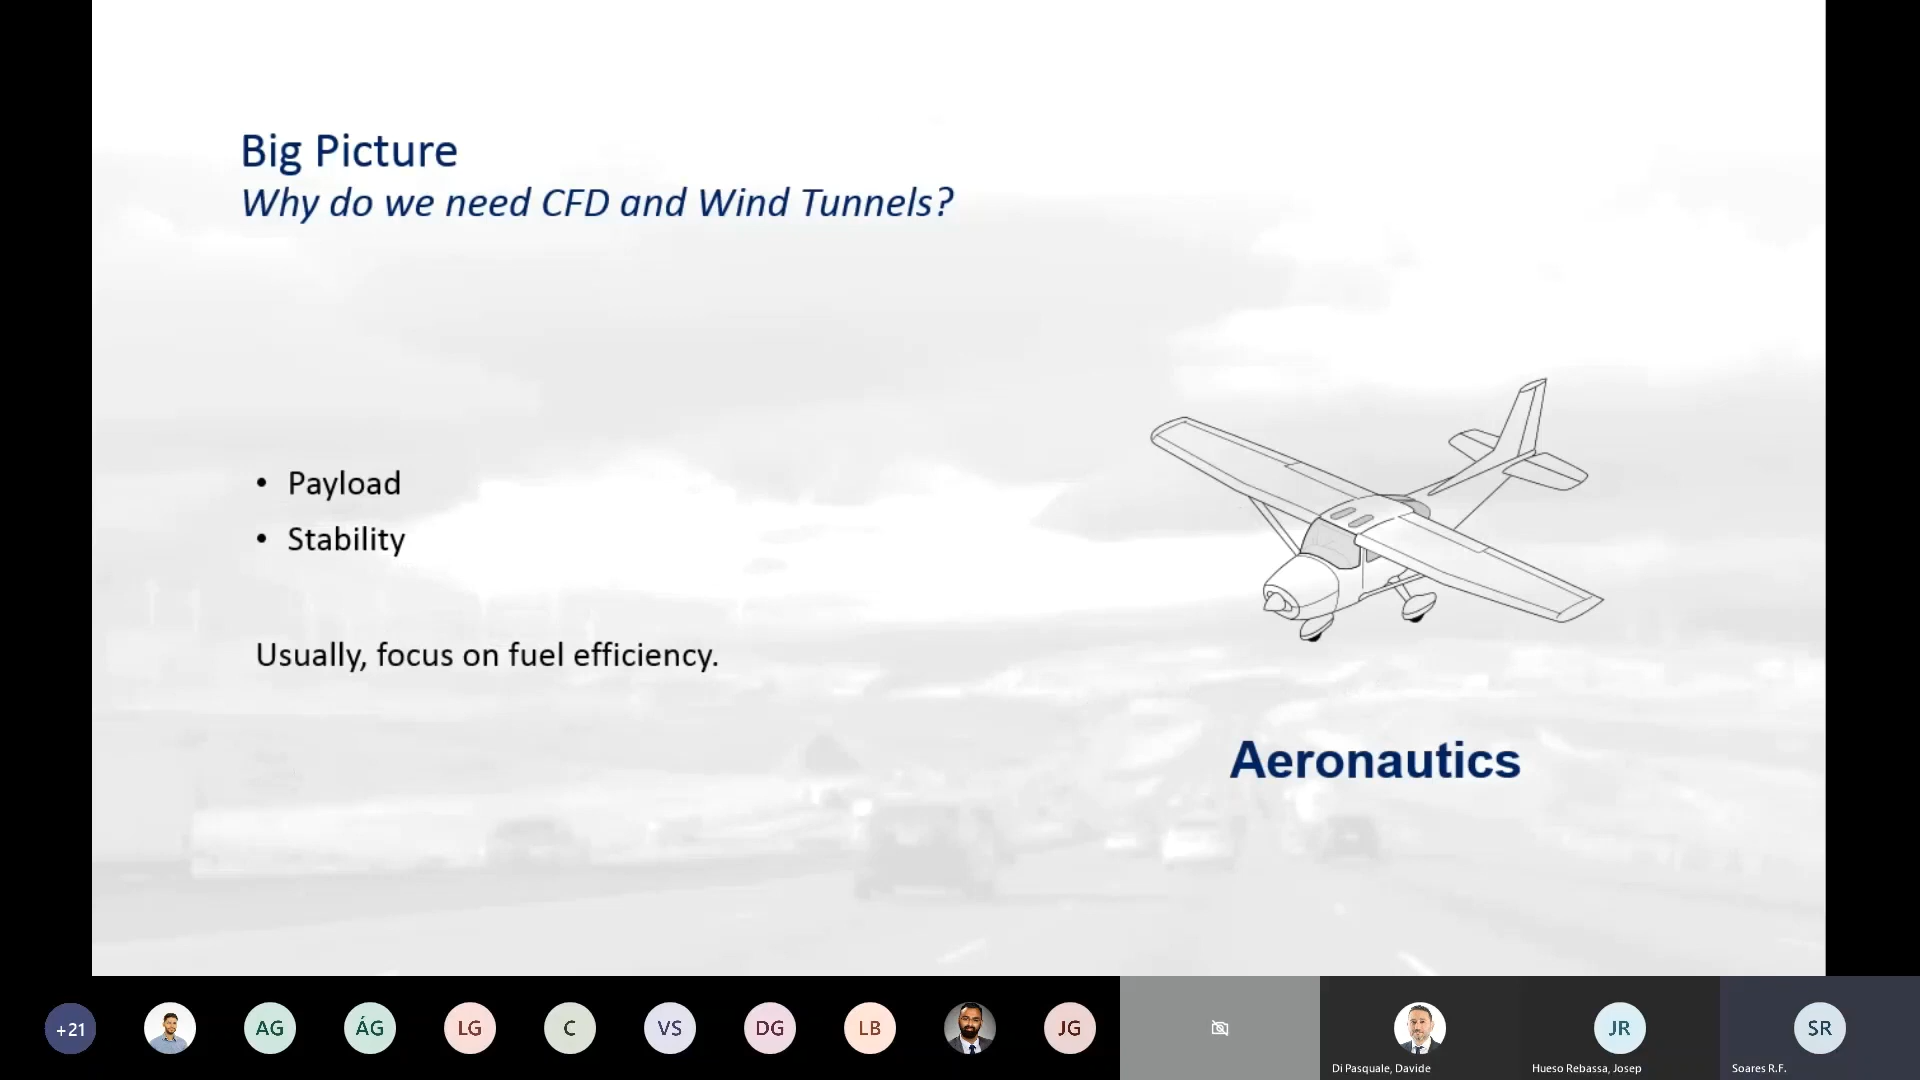 Big Picture
Why do we need CFD and Wind Tunnels?
• Payload
• Stability
Usually, focus on fuel efficiency.
Aeronautics
+21
AG
ÁG
LG
C
VS
DG
LB
JG
JR
SR
Di Pasquale, Davide
Hueso Rebassa, Josep
Soares R.F.